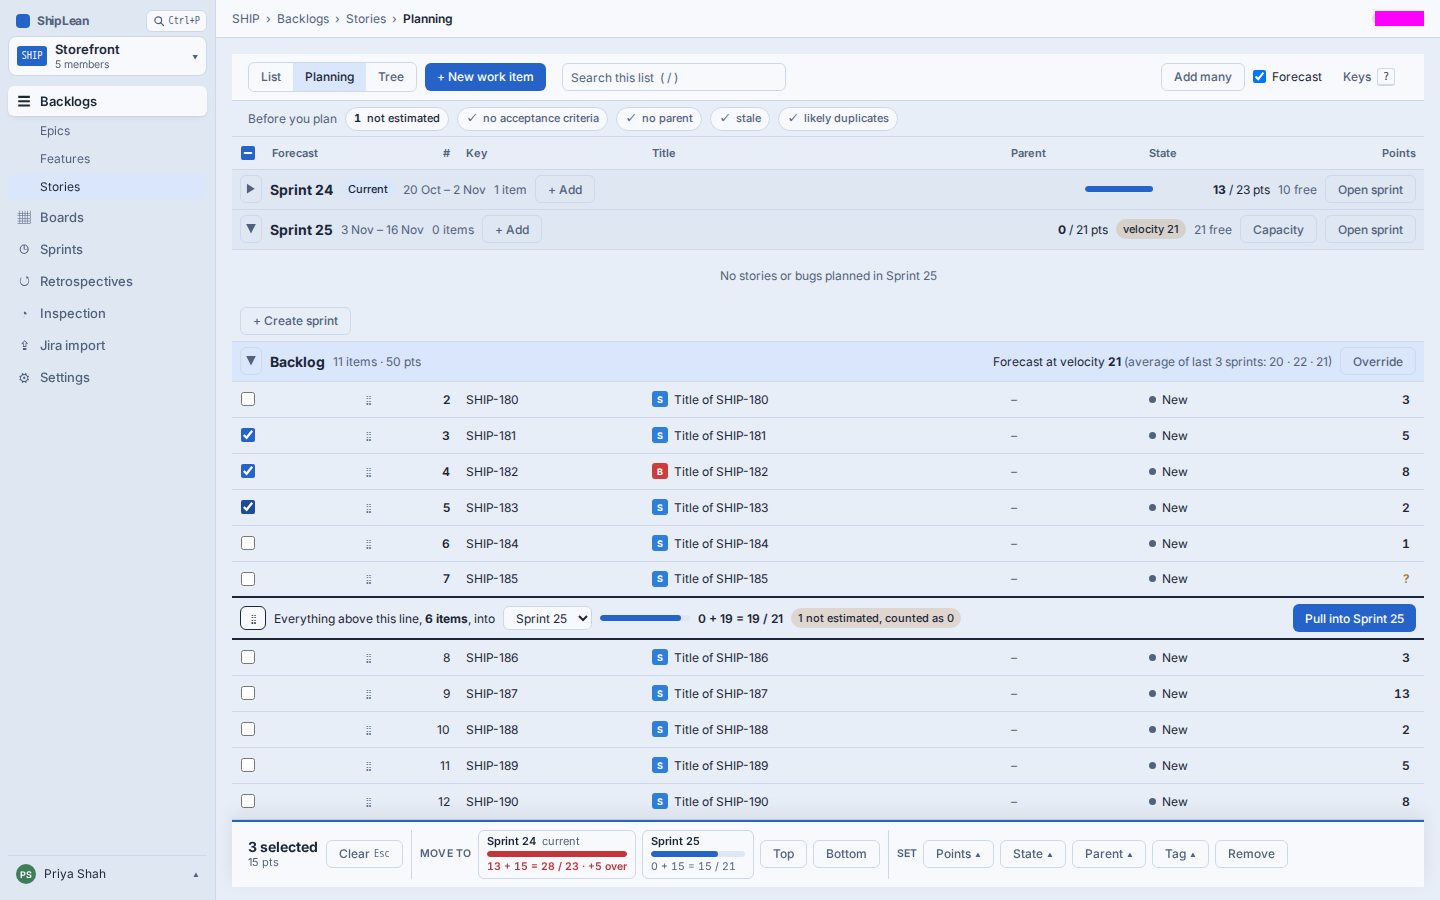 ShipLean Ctrl+P
SHIP Storefront
5 members
Backlogs
Epics
Features
Stories
Boards
Sprints
Retrospectives
Inspection
Jira import
Settings
PS Priya Shah
SHIP › Backlogs › Stories › Planning
List Planning Tree + New work item Search this list ( / ) Add many Forecast Keys ?
Before you plan 1 not estimated ✓ no acceptance criteria ✓ no parent ✓ stale ✓ likely duplicates
Forecast # Key Title Parent State Points
Sprint 24 Current 20 Oct – 2 Nov 1 item + Add 13 / 23 pts 10 free Open sprint
Sprint 25 3 Nov – 16 Nov 0 items + Add 0 / 21 pts velocity 21 21 free Capacity Open sprint
No stories or bugs planned in Sprint 25
+ Create sprint
Backlog 11 items · 50 pts Forecast at velocity 21 (average of last 3 sprints: 20 · 22 · 21) Override
2 SHIP-180 S Title of SHIP-180 – New 3
3 SHIP-181 S Title of SHIP-181 – New 5
4 SHIP-182 B Title of SHIP-182 – New 8
5 SHIP-183 S Title of SHIP-183 – New 2
6 SHIP-184 S Title of SHIP-184 – New 1
7 SHIP-185 S Title of SHIP-185 – New ?
Everything above this line, 6 items, into Sprint 25 0 + 19 = 19 / 21 1 not estimated, counted as 0 Pull into Sprint 25
8 SHIP-186 S Title of SHIP-186 – New 3
9 SHIP-187 S Title of SHIP-187 – New 13
10 SHIP-188 S Title of SHIP-188 – New 2
11 SHIP-189 S Title of SHIP-189 – New 5
12 SHIP-190 S Title of SHIP-190 – New 8
3 selected
15 pts
Clear Esc MOVE TO
Sprint 24 current
13 + 15 = 28 / 23 · +5 over
Sprint 25
0 + 15 = 15 / 21
Top Bottom SET Points ▴ State ▴ Parent ▴ Tag ▴ Remove